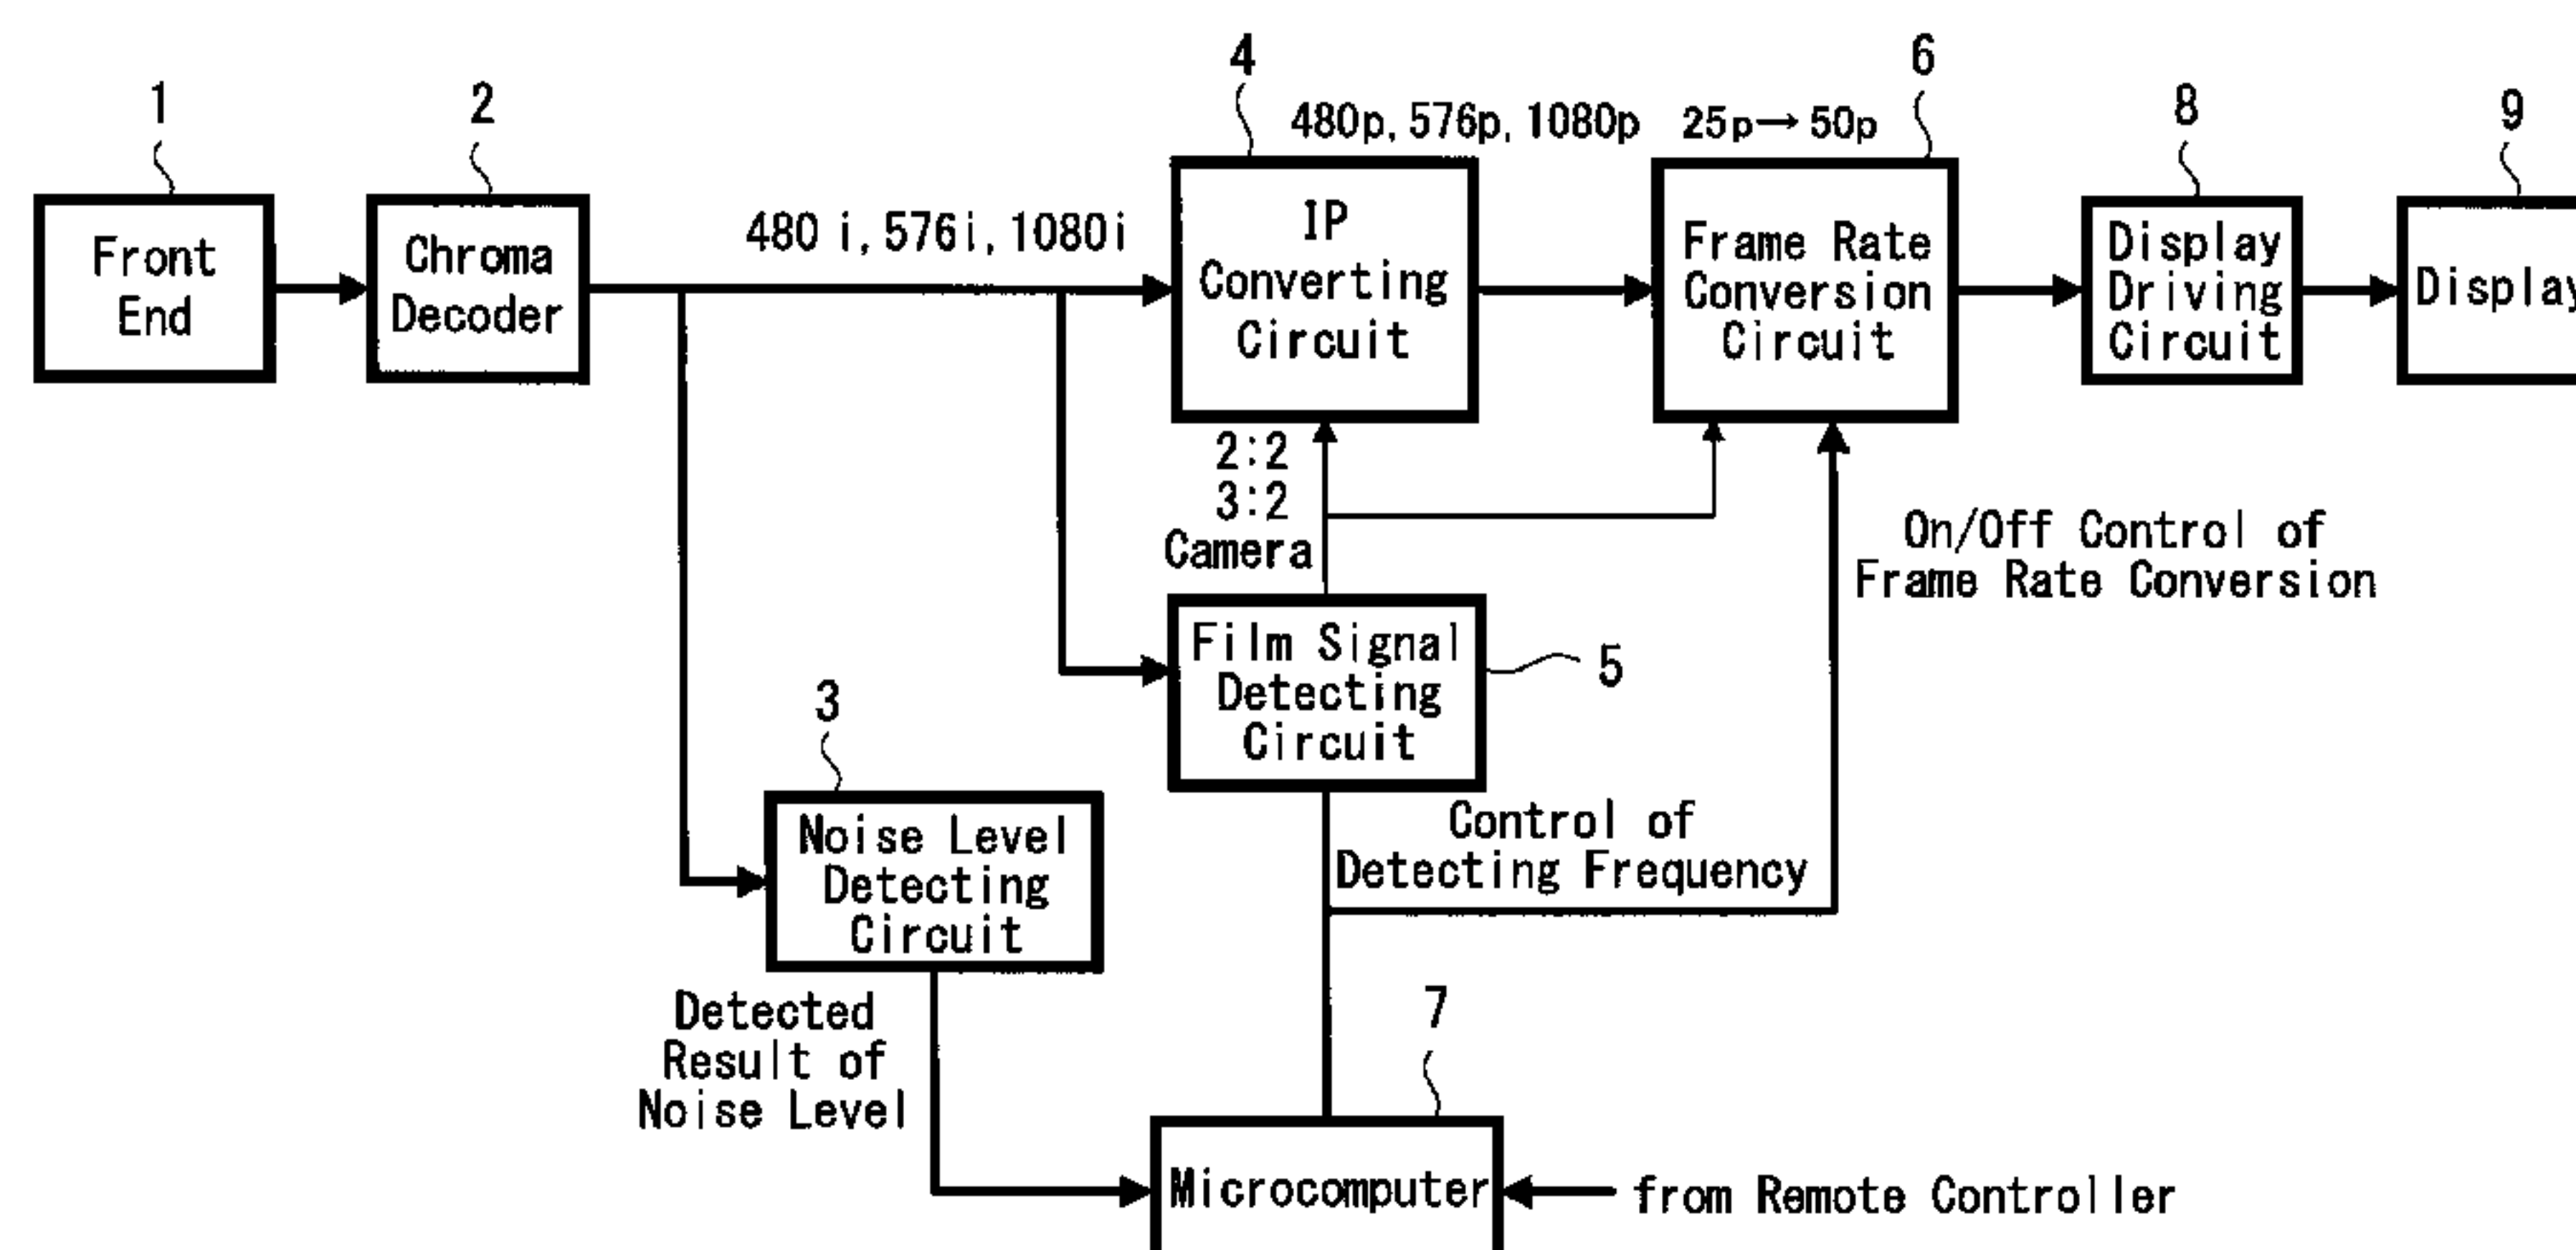 1
Front
End
2
Chroma
Decoder
480 i, 576i, 1080i
4
480p, 576p, 1080p
IP
Converting
Circuit
25p→50p
6
Frame Rate
Conversion
Circuit
8
Display
Driving
Circuit
9
Display
2:2
3:2
Camera
On/Off Control of
Frame Rate Conversion
Film Signal
Detecting
Circuit
5
3
Noise Level
Detecting
Circuit
Control of
Detecting Frequency
Detected
Result of
Noise Level
7
Microcomputer
from Remote Controller